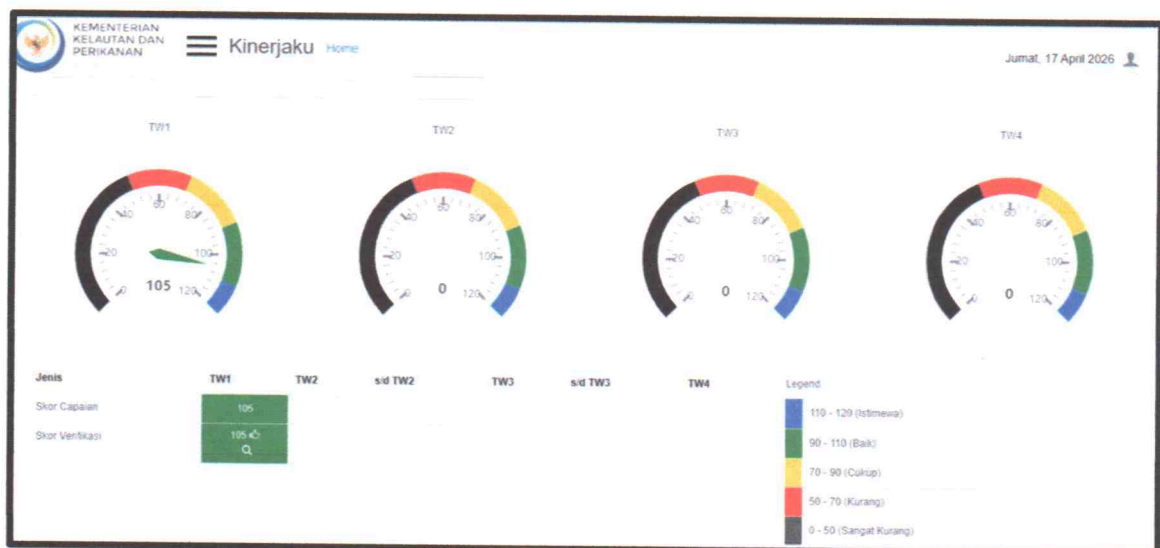 KEMENTERIAN
KELAUTAN DAN
PERIKANAN
Kinerjaku Home
Jumat, 17 April 2026
TW1
0 20 40 60 80 100 120
105
TW2
0 20 40 60 80 100 120
0
TW3
0 20 40 60 80 100 120
0
TW4
0 20 40 60 80 100 120
0
Jenis TW1 TW2 s/d TW2 TW3 s/d TW3 TW4
Skor Capaian 105
Skor Verifikasi 105
Legend
110 - 120 (Istimewa)
90 - 110 (Baik)
70 - 90 (Cukup)
50 - 70 (Kurang)
0 - 50 (Sangat Kurang)